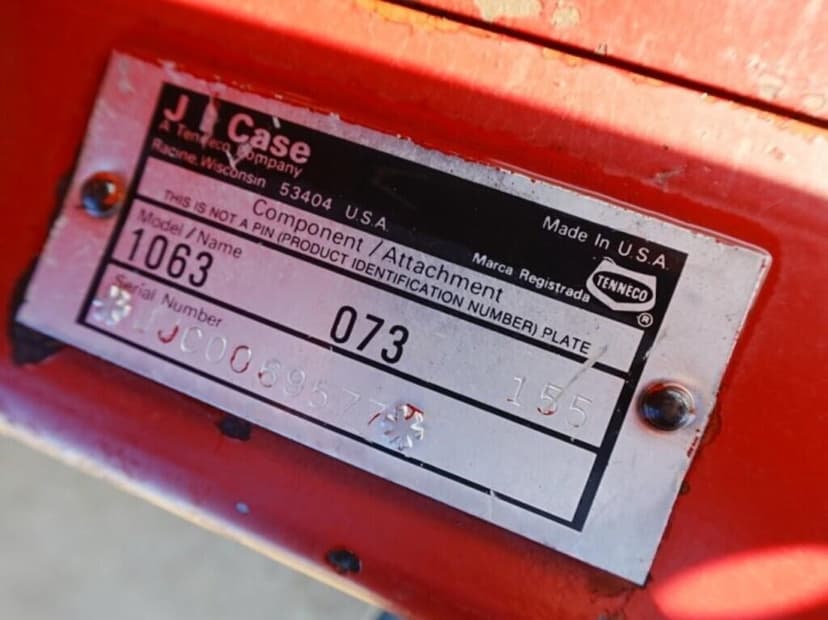 J I Case
A Tenneco Company
Racine, Wisconsin 53404 U.S.A.
Made In U.S.A.
Marca Registrada
TENNECO
®
Component / Attachment
THIS IS NOT A PIN (PRODUCT IDENTIFICATION NUMBER) PLATE
Model / Name
1063 073 155
Serial Number
JJC0069577